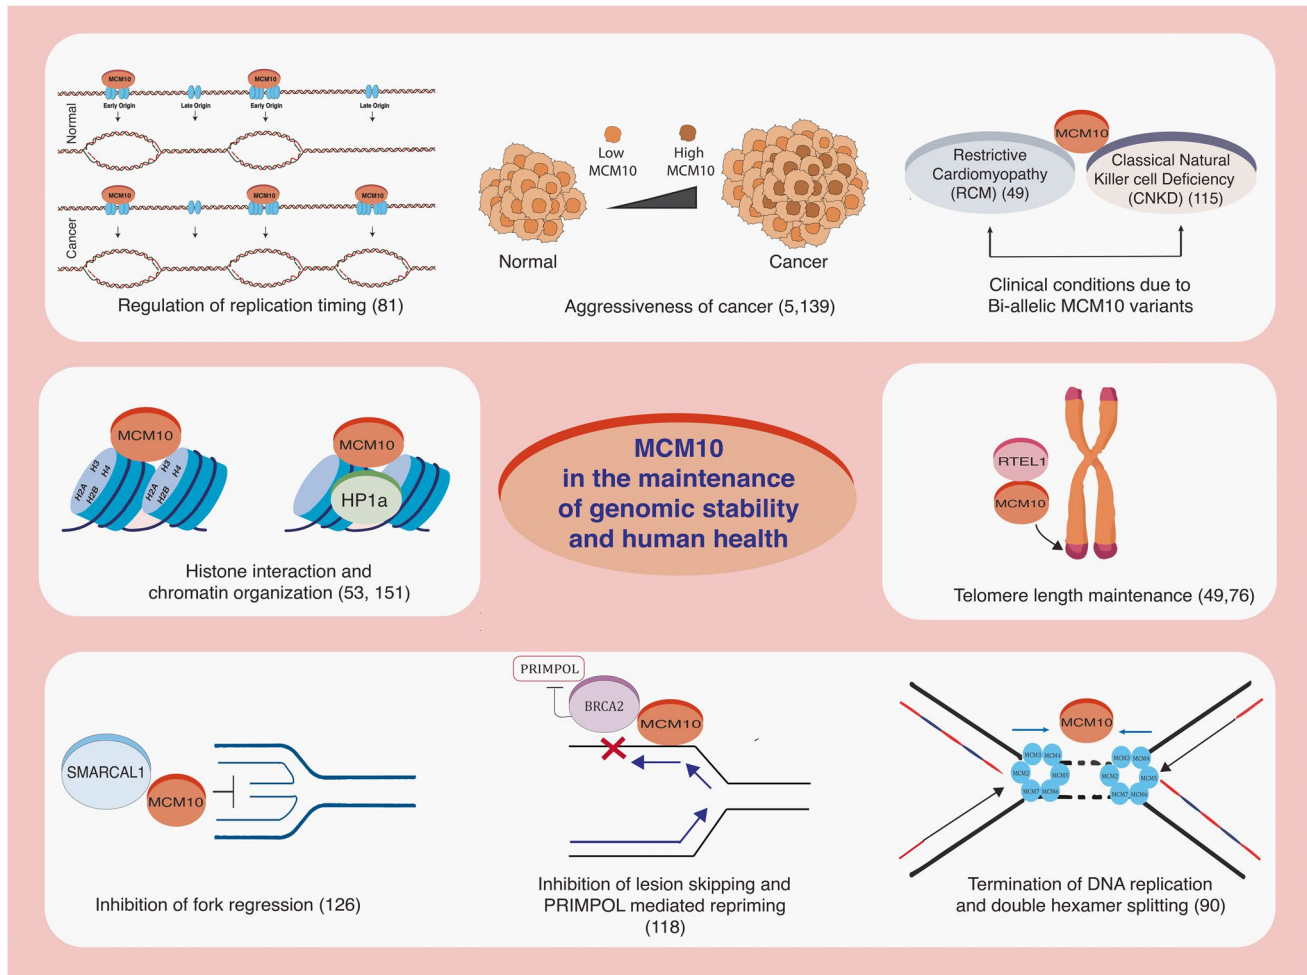 Normal
MCM10
MCM10
Early Origin
Late Origin
Early Origin
Late Origin
Cancer
MCM10
MCM10
MCM10
Regulation of replication timing (81)
Low
MCM10
High
MCM10
Normal
Cancer
Aggressiveness of cancer (5,139)
MCM10
Restrictive
Cardiomyopathy
(RCM) (49)
Classical Natural
Killer cell Deficiency
(CNKD) (115)
Clinical conditions due to
Bi-allelic MCM10 variants
MCM10
H3
H4
H2A
H2B
H3
H4
H2A
H2B
MCM10
HP1a
Histone interaction and
chromatin organization (53, 151)
MCM10
in the maintenance
of genomic stability
and human health
RTEL1
MCM10
Telomere length maintenance (49,76)
SMARCAL1
MCM10
Inhibition of fork regression (126)
PRIMPOL
BRCA2
MCM10
Inhibition of lesion skipping and
PRIMPOL mediated repriming
(118)
MCM10
MCM3 MCM4
MCM2 MCM5
MCM7 MCM6
MCM3 MCM4
MCM2 MCM5
MCM7 MCM6
Termination of DNA replication
and double hexamer splitting (90)